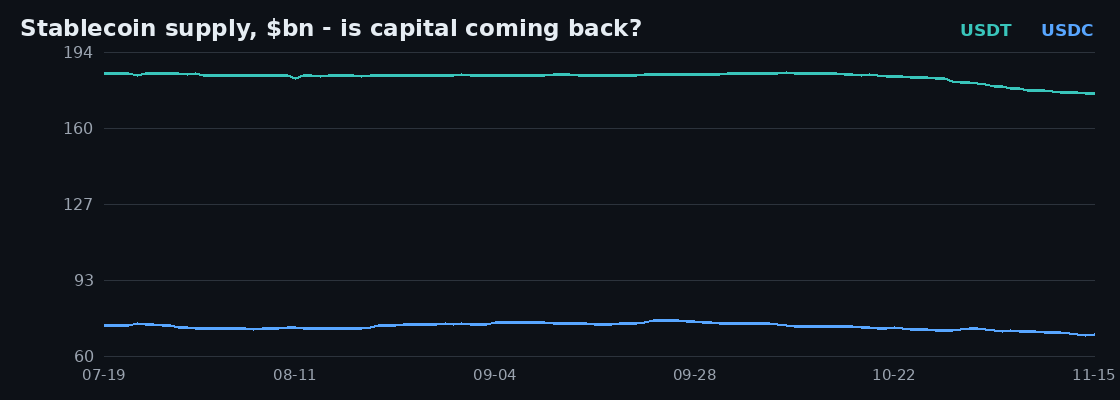 Stablecoin supply, $bn - is capital coming back?
USDT USDC
194
160
127
93
60
07-19 08-11 09-04 09-28 10-22 11-15